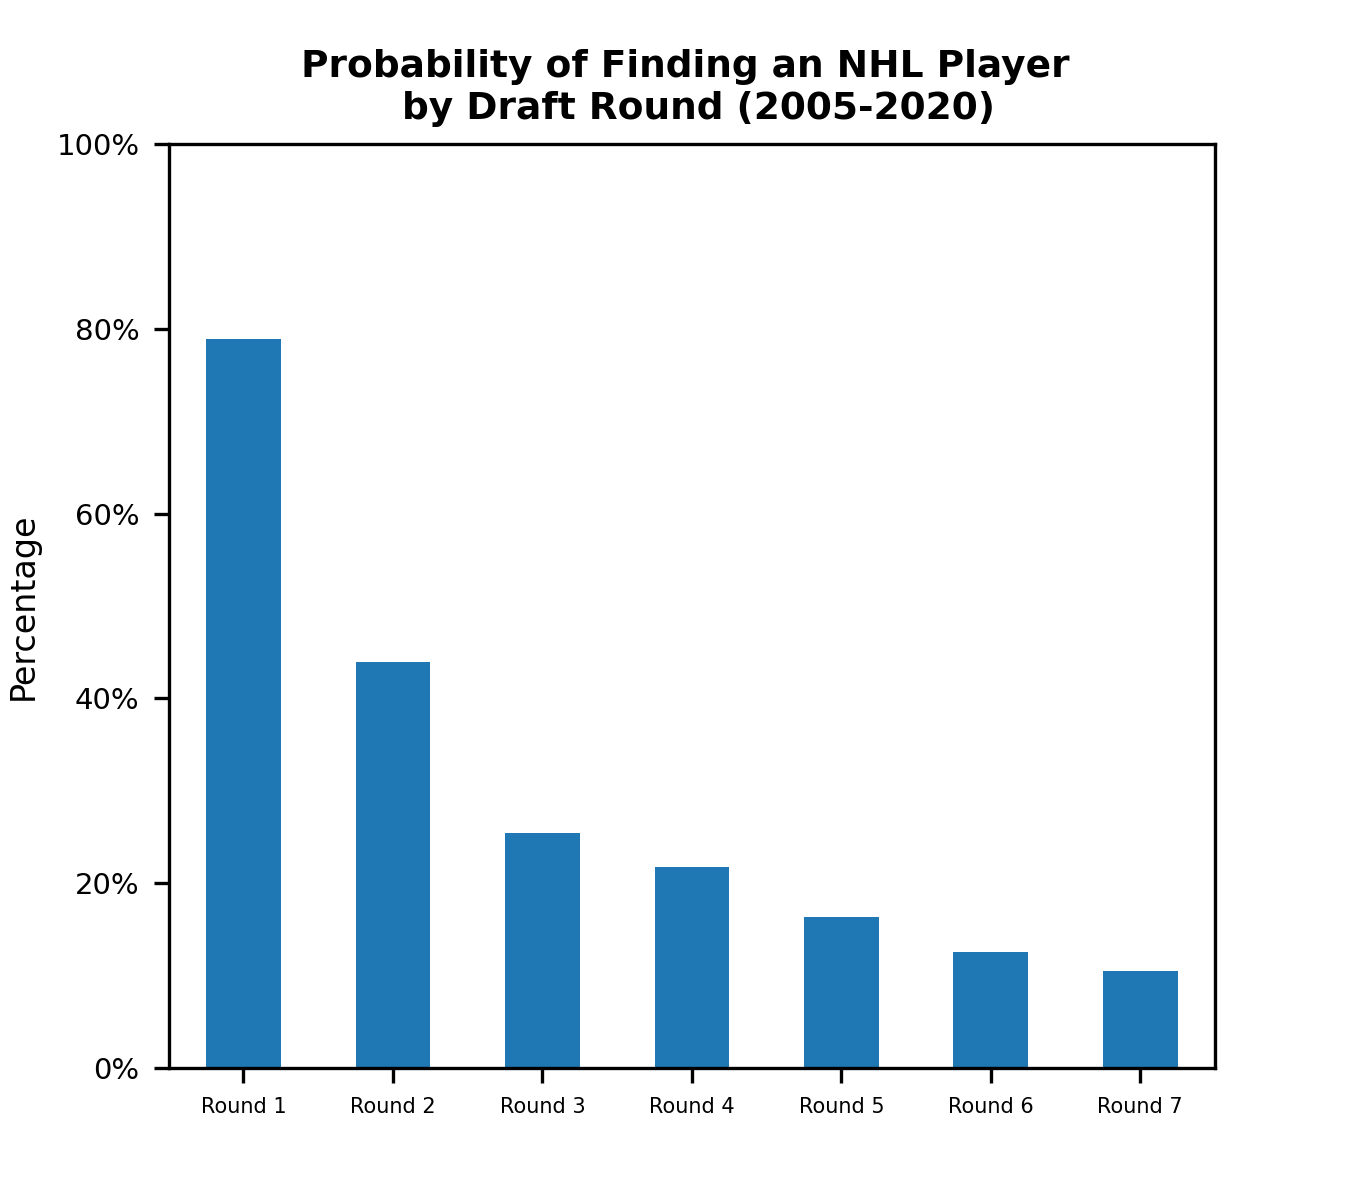 Probability of Finding an NHL Player
by Draft Round (2005-2020)
100%
80%
60%
40%
20%
0%
Percentage
Round 1
Round 2
Round 3
Round 4
Round 5
Round 6
Round 7